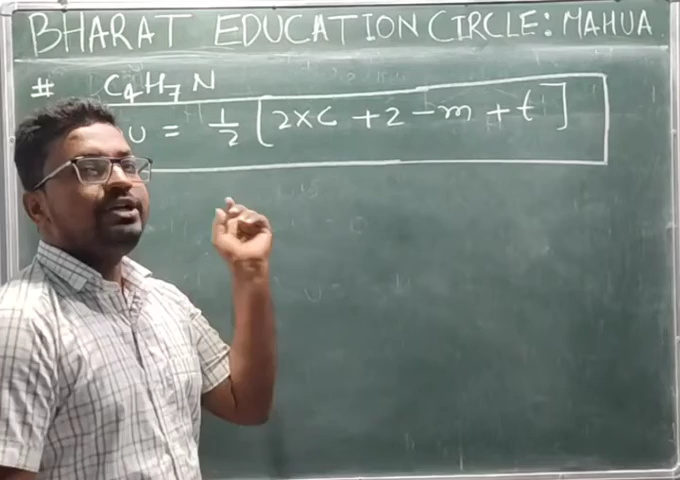 BHARAT EDUCATION CIRCLE: MAHUA
# C₄H₇N
U = 1/2 [2×C + 2 - m + t]